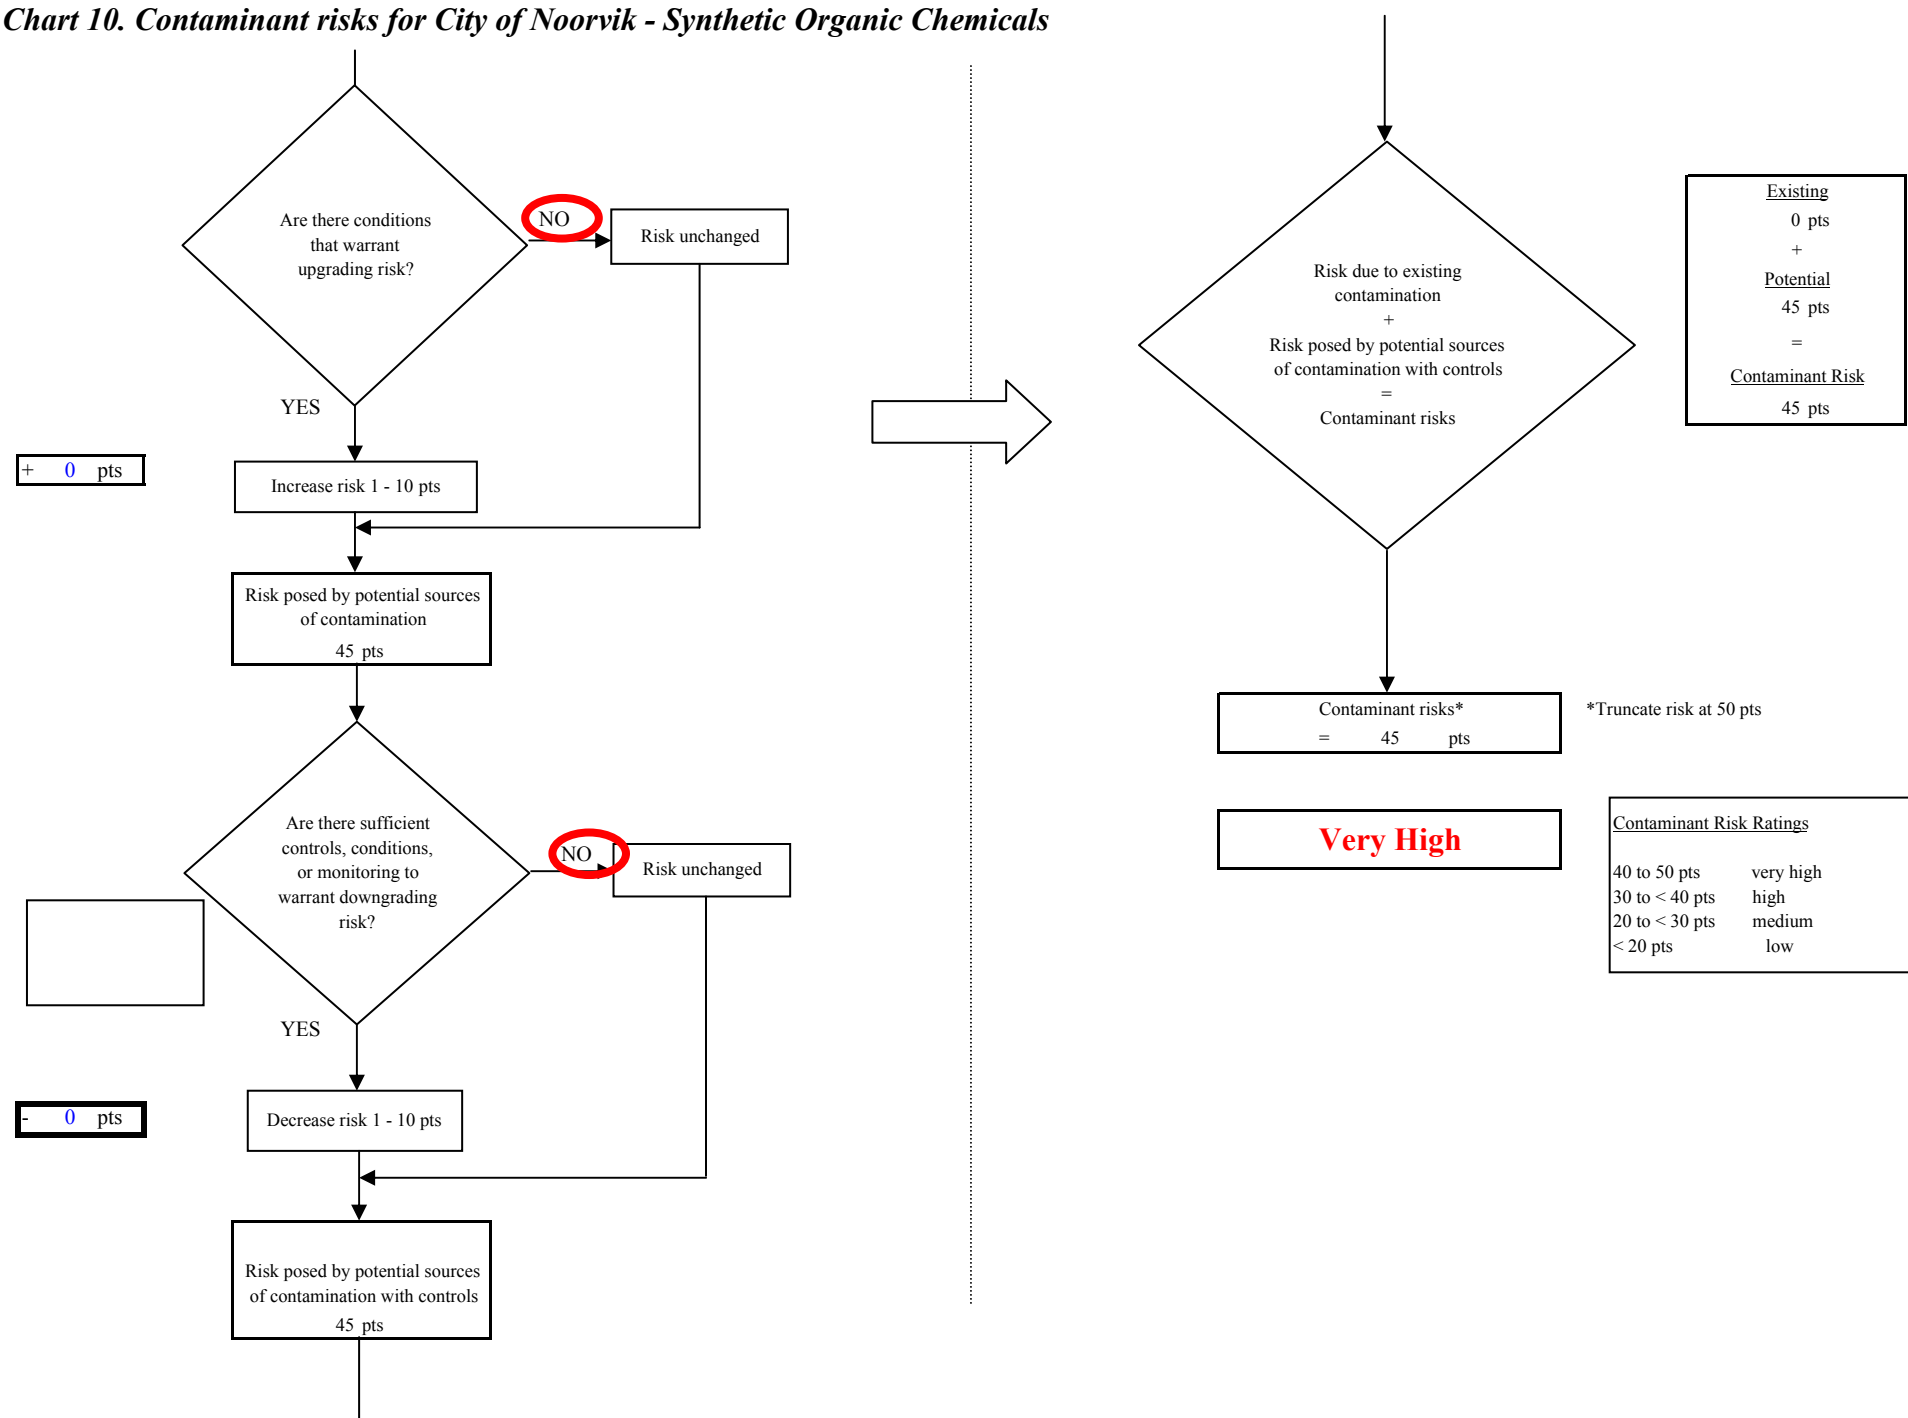 Chart 10. Contaminant risks for City of Noorvik - Synthetic Organic Chemicals
Are there conditions
that warrant
upgrading risk?
NO
Risk unchanged
YES
+ 0 pts
Increase risk 1 - 10 pts
Risk posed by potential sources
of contamination
45 pts
Are there sufficient
controls, conditions,
or monitoring to
warrant downgrading
risk?
NO
Risk unchanged
YES
- 0 pts
Decrease risk 1 - 10 pts
Risk posed by potential sources
of contamination with controls
45 pts
Risk due to existing
contamination
+
Risk posed by potential sources
of contamination with controls
=
Contaminant risks
Existing
0 pts
+
Potential
45 pts
=
Contaminant Risk
45 pts
Contaminant risks*
= 45 pts
*Truncate risk at 50 pts
Very High
Contaminant Risk Ratings
40 to 50 pts very high
30 to < 40 pts high
20 to < 30 pts medium
< 20 pts low